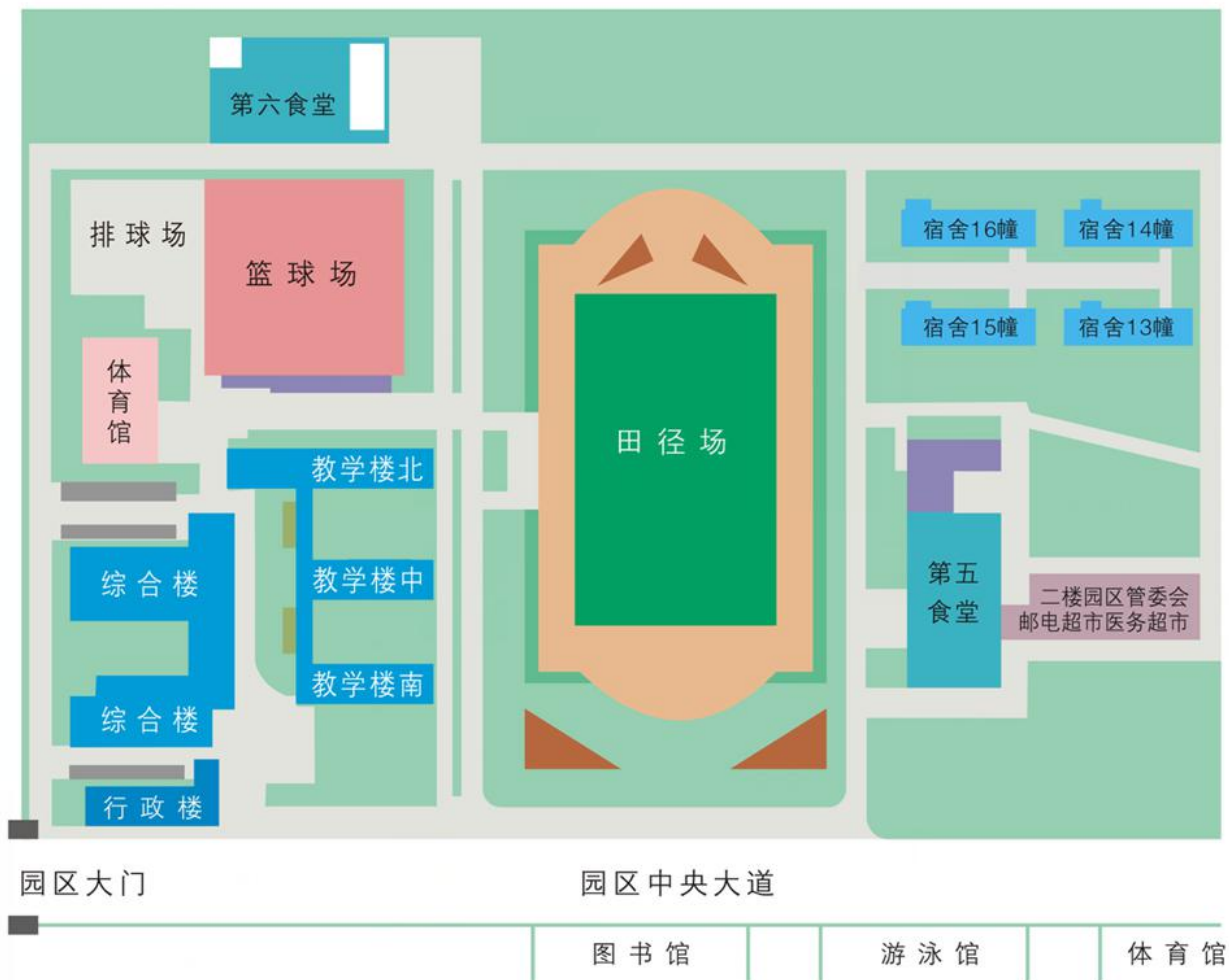 第六食堂
排球场
篮球场
宿舍16幢
宿舍14幢
宿舍15幢
宿舍13幢
体育馆
田径场
教学楼北
综合楼
教学楼中
第五
食堂
二楼园区管委会
邮电超市医务超市
教学楼南
综合楼
行政楼
园区大门
园区中央大道
图书馆
游泳馆
体育馆